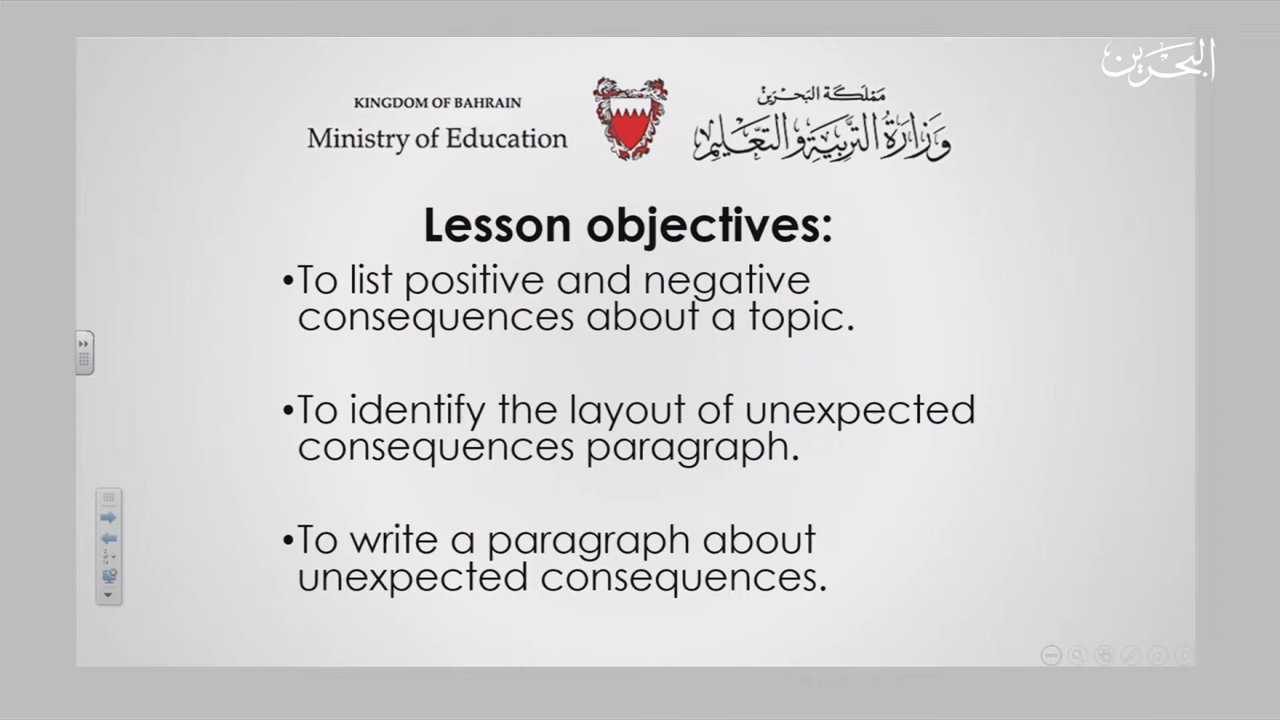 البحرين
KINGDOM OF BAHRAIN
Ministry of Education
مملكة البحرين
وزارة التربية والتعليم
Lesson objectives:
•To list positive and negative
consequences about a topic.
•To identify the layout of unexpected
consequences paragraph.
•To write a paragraph about
unexpected consequences.